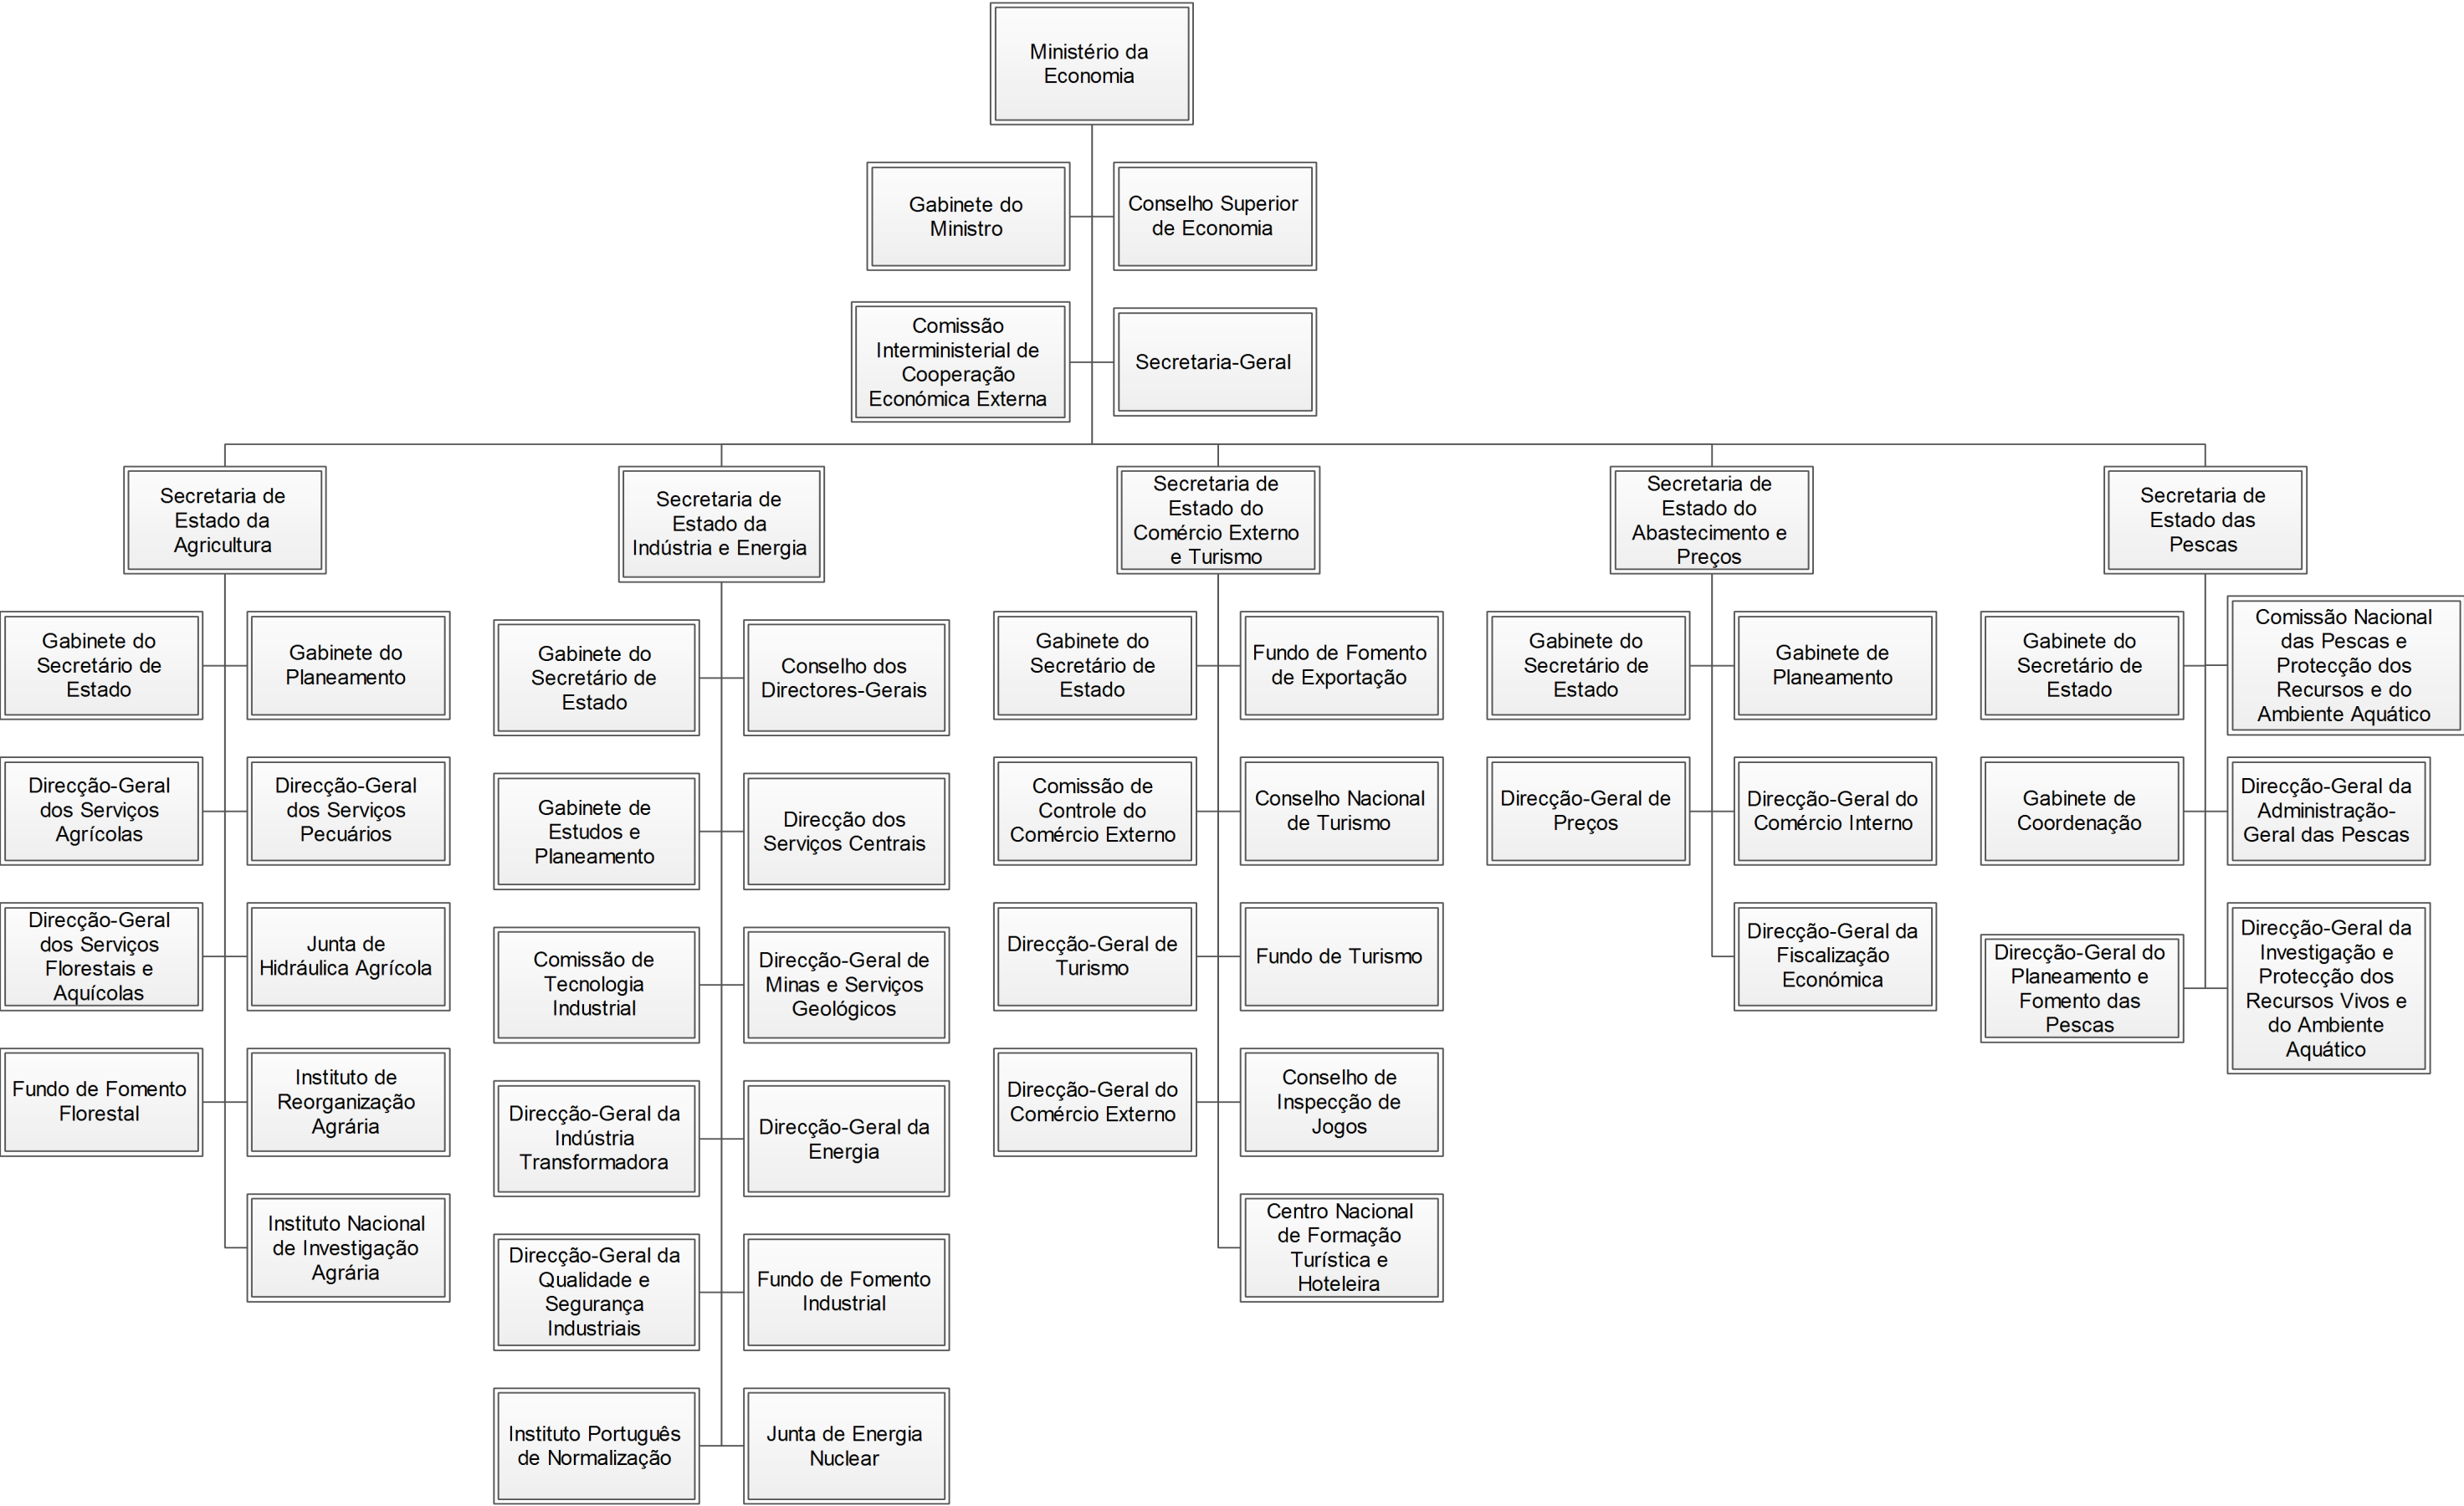 Ministério da
Economia
Gabinete do
Ministro
Conselho Superior
de Economia
Comissão
Interministerial de
Cooperação
Económica Externa
Secretaria-Geral
Secretaria de
Estado da
Agricultura
Gabinete do
Secretário de
Estado
Gabinete do
Planeamento
Direcção-Geral
dos Serviços
Agrícolas
Direcção-Geral
dos Serviços
Pecuários
Direcção-Geral
dos Serviços
Florestais e
Aquícolas
Junta de
Hidráulica Agrícola
Fundo de Fomento
Florestal
Instituto de
Reorganização
Agrária
Instituto Nacional
de Investigação
Agrária
Secretaria de
Estado da
Indústria e Energia
Gabinete do
Secretário de
Estado
Conselho dos
Directores-Gerais
Gabinete de
Estudos e
Planeamento
Direcção dos
Serviços Centrais
Comissão de
Tecnologia
Industrial
Direcção-Geral de
Minas e Serviços
Geológicos
Direcção-Geral da
Indústria
Transformadora
Direcção-Geral da
Energia
Direcção-Geral da
Qualidade e
Segurança
Industriais
Fundo de Fomento
Industrial
Instituto Português
de Normalização
Junta de Energia
Nuclear
Secretaria de
Estado do
Comércio Externo
e Turismo
Gabinete do
Secretário de
Estado
Fundo de Fomento
de Exportação
Comissão de
Controle do
Comércio Externo
Conselho Nacional
de Turismo
Direcção-Geral de
Turismo
Fundo de Turismo
Direcção-Geral do
Comércio Externo
Conselho de
Inspecção de
Jogos
Centro Nacional
de Formação
Turística e
Hoteleira
Secretaria de
Estado do
Abastecimento e
Preços
Gabinete do
Secretário de
Estado
Gabinete de
Planeamento
Direcção-Geral de
Preços
Direcção-Geral do
Comércio Interno
Direcção-Geral da
Fiscalização
Económica
Secretaria de
Estado das
Pescas
Gabinete do
Secretário de
Estado
Comissão Nacional
das Pescas e
Protecção dos
Recursos e do
Ambiente Aquático
Gabinete de
Coordenação
Direcção-Geral da
Administração-
Geral das Pescas
Direcção-Geral do
Planeamento e
Fomento das
Pescas
Direcção-Geral da
Investigação e
Protecção dos
Recursos Vivos e
do Ambiente
Aquático